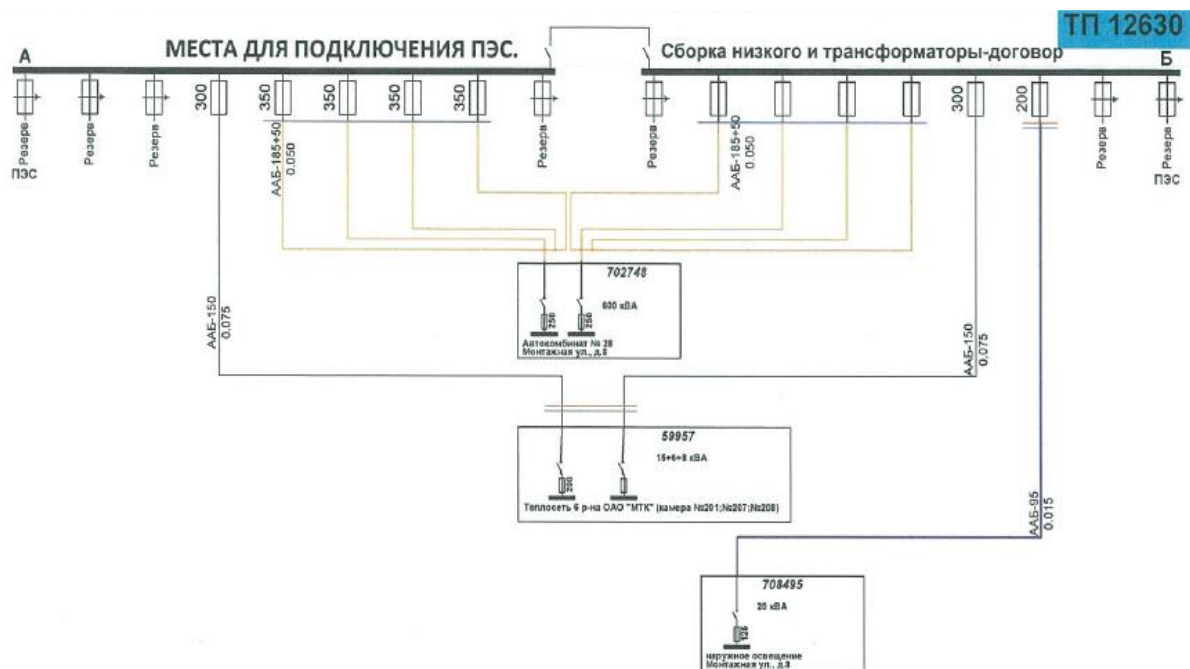 ТП 12630
А
МЕСТА ДЛЯ ПОДКЛЮЧЕНИЯ ПЭС.
Сборка низкого и трансформаторы-договор
Б
300
350
350
350
350
300
200
Резерв
ПЭС
Резерв
Резерв
ААБ-185+50
0.050
Резерв
Резерв
ААБ-185+50
0.050
Резерв
Резерв
ПЭС
702748
600 кВА
250
250
Автокомбинат № 28
Монтажная ул., д.8
ААБ-150
0.075
ААБ-150
0.075
59957
15+6+8 кВА
200
Теплосеть 6 р-на ОАО "МТК" (камера №201;№207;№208)
ААБ-95
0.015
708495
20 кВА
125
наружное освещение
Монтажная ул., д.8